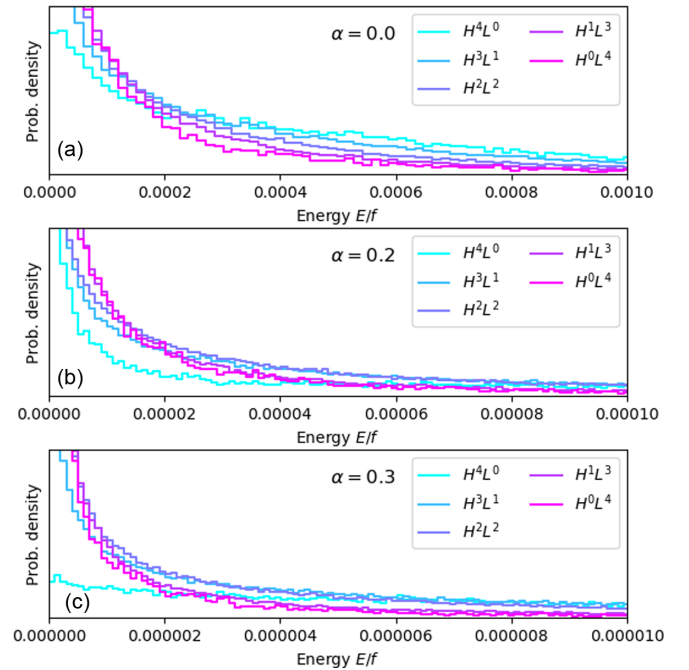 Prob. density
α = 0.0
H⁴L⁰
H³L¹
H²L²
H¹L³
H⁰L⁴
(a)
0.0000 0.0002 0.0004 0.0006 0.0008 0.0010
Energy E/f
Prob. density
α = 0.2
H⁴L⁰
H³L¹
H²L²
H¹L³
H⁰L⁴
(b)
0.00000 0.00002 0.00004 0.00006 0.00008 0.00010
Energy E/f
Prob. density
α = 0.3
H⁴L⁰
H³L¹
H²L²
H¹L³
H⁰L⁴
(c)
0.000000 0.000002 0.000004 0.000006 0.000008 0.000010
Energy E/f